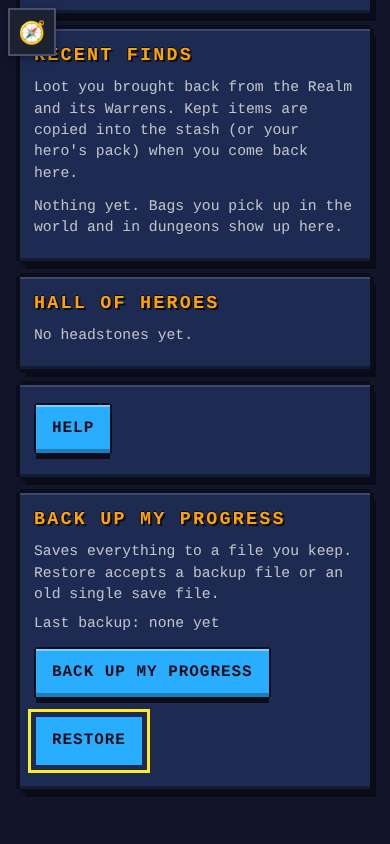 RECENT FINDS
Loot you brought back from the Realm
and its Warrens. Kept items are
copied into the stash (or your
hero's pack) when you come back
here.
Nothing yet. Bags you pick up in the
world and in dungeons show up here.
HALL OF HEROES
No headstones yet.
HELP
BACK UP MY PROGRESS
Saves everything to a file you keep.
Restore accepts a backup file or an
old single save file.
Last backup: none yet
BACK UP MY PROGRESS
RESTORE